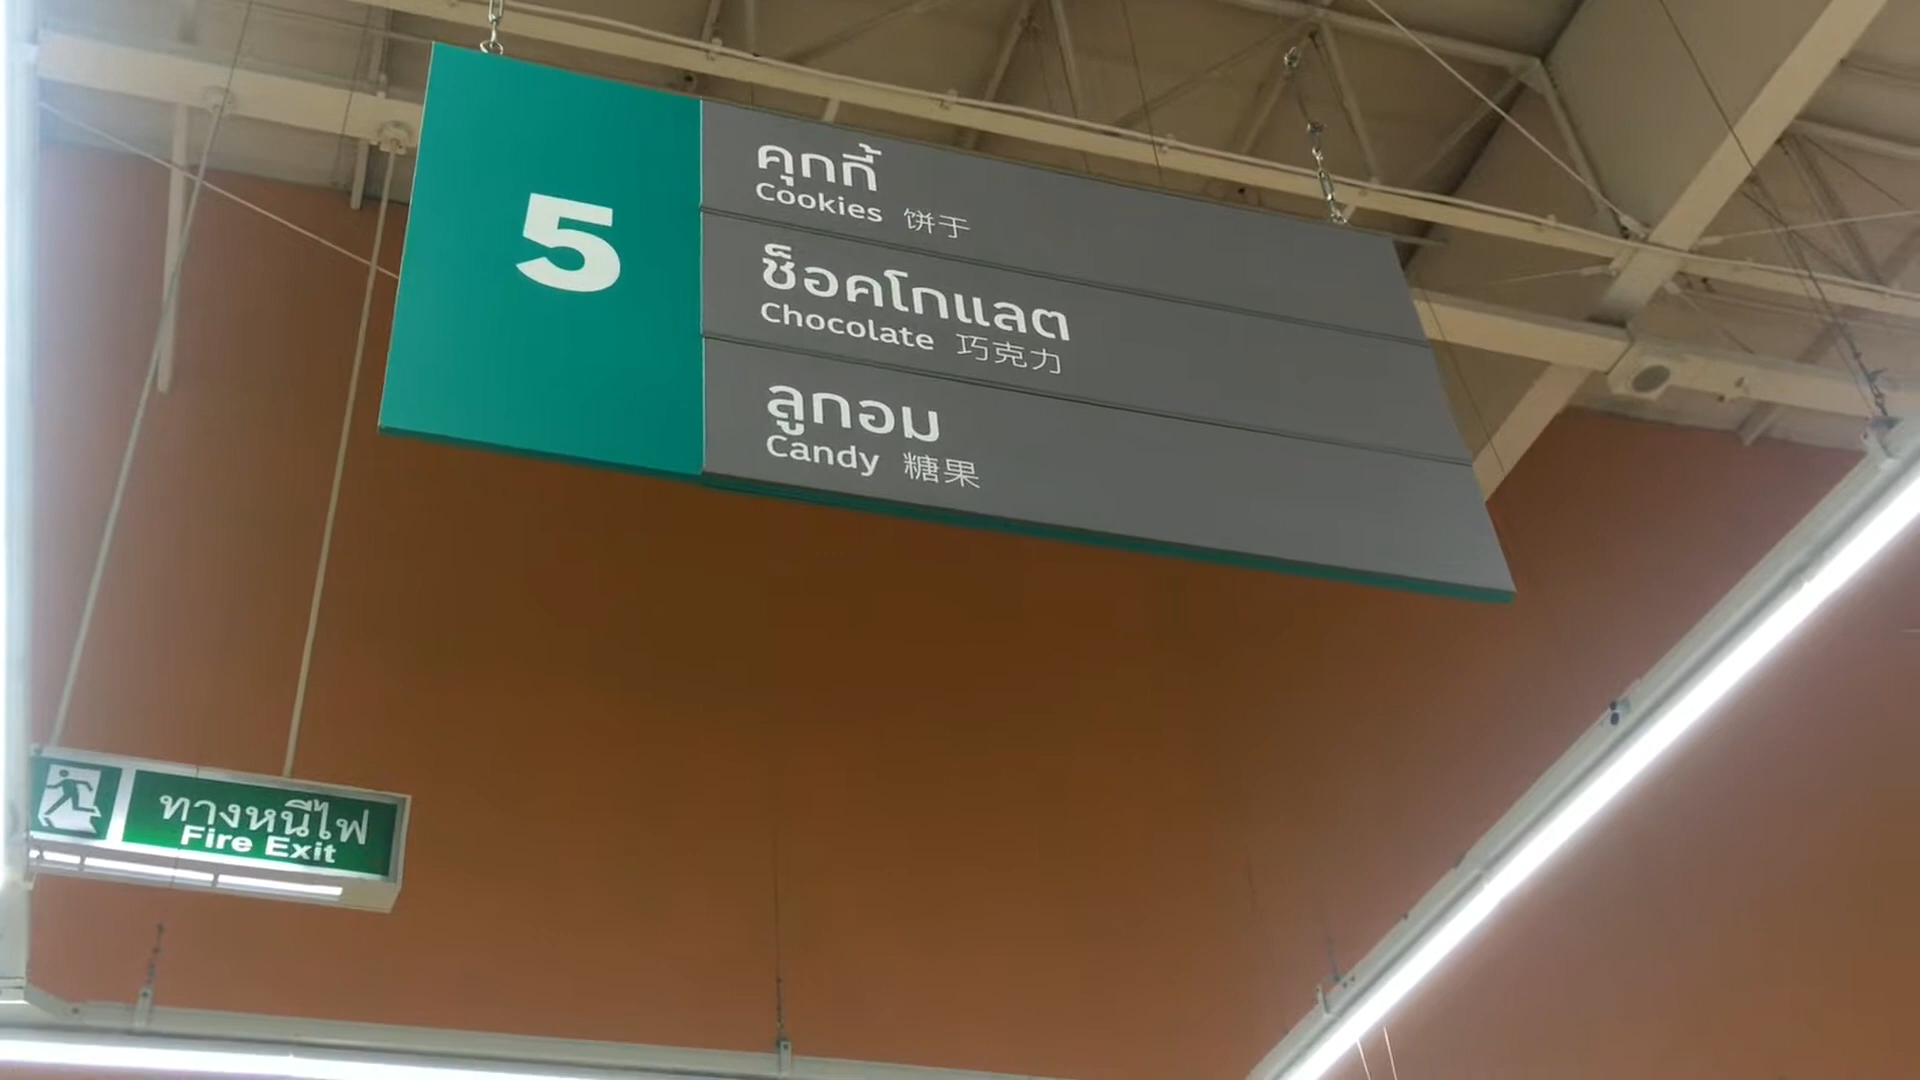 5
คุกกี้
Cookies 饼干
ช็อคโกแลต
Chocolate 巧克力
ลูกอม
Candy 糖果
ทางหนีไฟ
Fire Exit